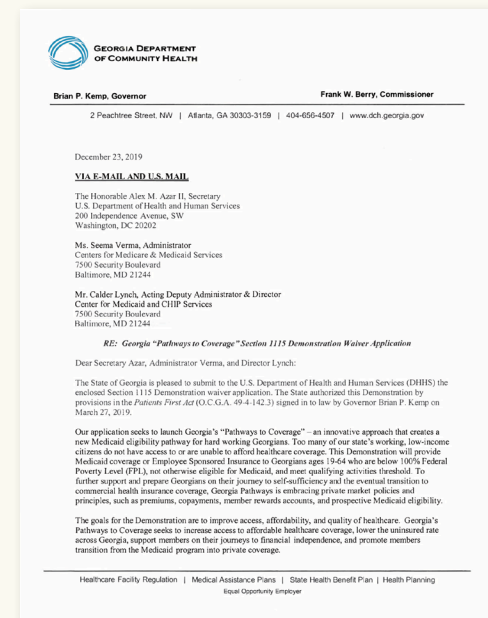 GEORGIA DEPARTMENT
OF COMMUNITY HEALTH
Brian P. Kemp, Governor
Frank W. Berry, Commissioner
2 Peachtree Street, NW | Atlanta, GA 30303-3159 | 404-656-4507 | www.dch.georgia.gov
December 23, 2019
VIA E-MAIL AND U.S. MAIL
The Honorable Alex M. Azar II, Secretary
U.S. Department of Health and Human Services
200 Independence Avenue, SW
Washington, DC 20202
Ms. Seema Verma, Administrator
Centers for Medicare & Medicaid Services
7500 Security Boulevard
Baltimore, MD 21244
Mr. Calder Lynch, Acting Deputy Administrator & Director
Center for Medicaid and CHIP Services
7500 Security Boulevard
Baltimore, MD 21244
RE: Georgia "Pathways to Coverage" Section 1115 Demonstration Waiver Application
Dear Secretary Azar, Administrator Verma, and Director Lynch:
The State of Georgia is pleased to submit to the U.S. Department of Health and Human Services (DHHS) the
enclosed Section 1115 Demonstration waiver application. The State authorized this Demonstration by
provisions in the Patients First Act (O.C.G.A. 49-4-142.3) signed in to law by Governor Brian P. Kemp on
March 27, 2019.
Our application seeks to launch Georgia's "Pathways to Coverage" – an innovative approach that creates a
new Medicaid eligibility pathway for hard working Georgians. Too many of our state's working, low-income
citizens do not have access to or are unable to afford healthcare coverage. This Demonstration will provide
Medicaid coverage or Employee Sponsored Insurance to Georgians ages 19-64 who are below 100% Federal
Poverty Level (FPL), not otherwise eligible for Medicaid, and meet qualifying activities threshold. To
further support and prepare Georgians on their journey to self-sufficiency and the eventual transition to
commercial health insurance coverage, Georgia Pathways is embracing private market policies and
principles, such as premiums, copayments, member rewards accounts, and prospective Medicaid eligibility.
The goals for the Demonstration are to improve access, affordability, and quality of healthcare. Georgia's
Pathways to Coverage seeks to increase access to affordable healthcare coverage, lower the uninsured rate
across Georgia, support members on their journeys to financial independence, and promote members
transition from the Medicaid program into private coverage.
Healthcare Facility Regulation | Medical Assistance Plans | State Health Benefit Plan | Health Planning
Equal Opportunity Employer